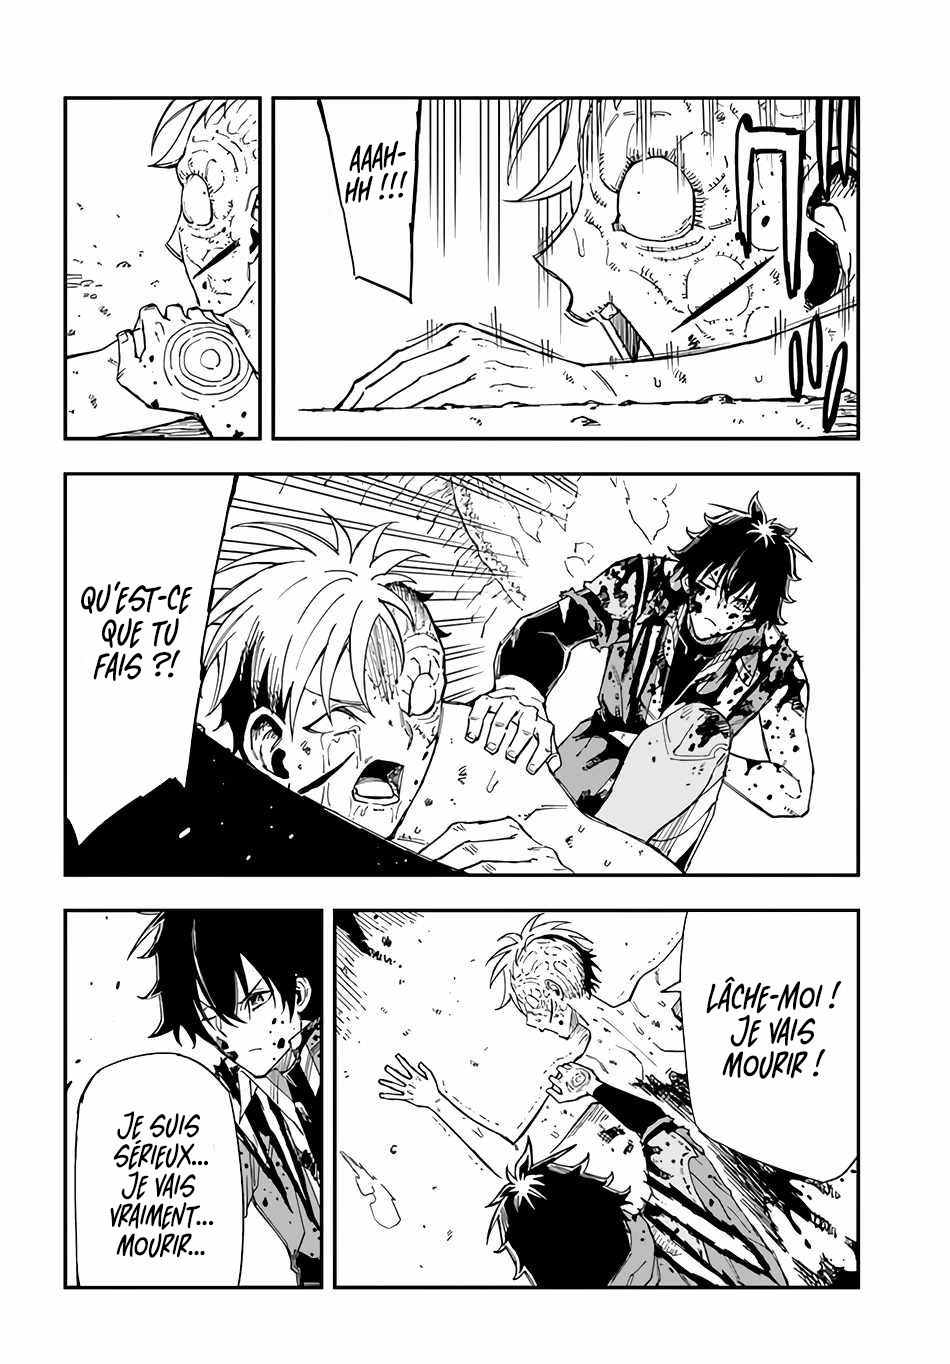 AAAH-
HH !!!
QU'EST-CE
QUE TU
FAIS ?!
LÂCHE-MOI !
JE VAIS
MOURIR !
JE SUIS
SÉRIEUX...
JE VAIS
VRAIMENT...
MOURIR...